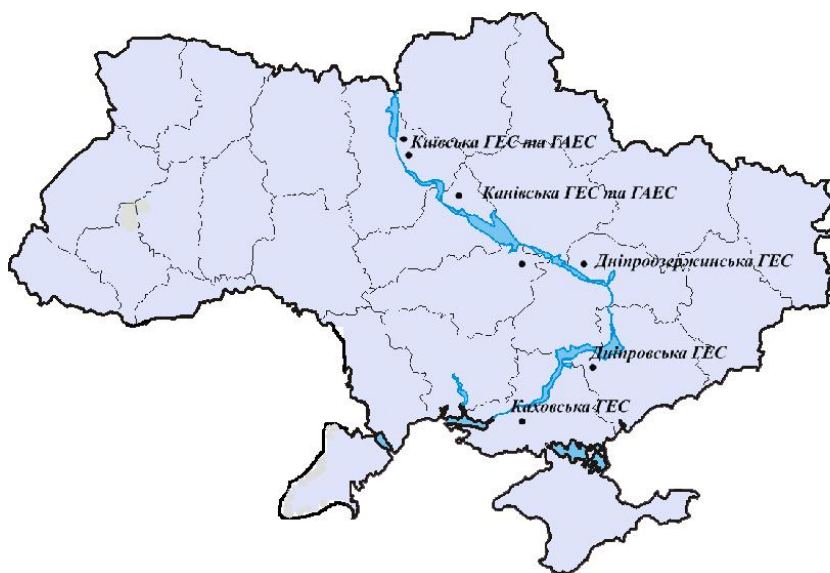 Київська ГЕС та ГАЕС
Канівська ГЕС та ГАЕС
Дніпродзержинська ГЕС
Дніпровська ГЕС
Каховська ГЕС